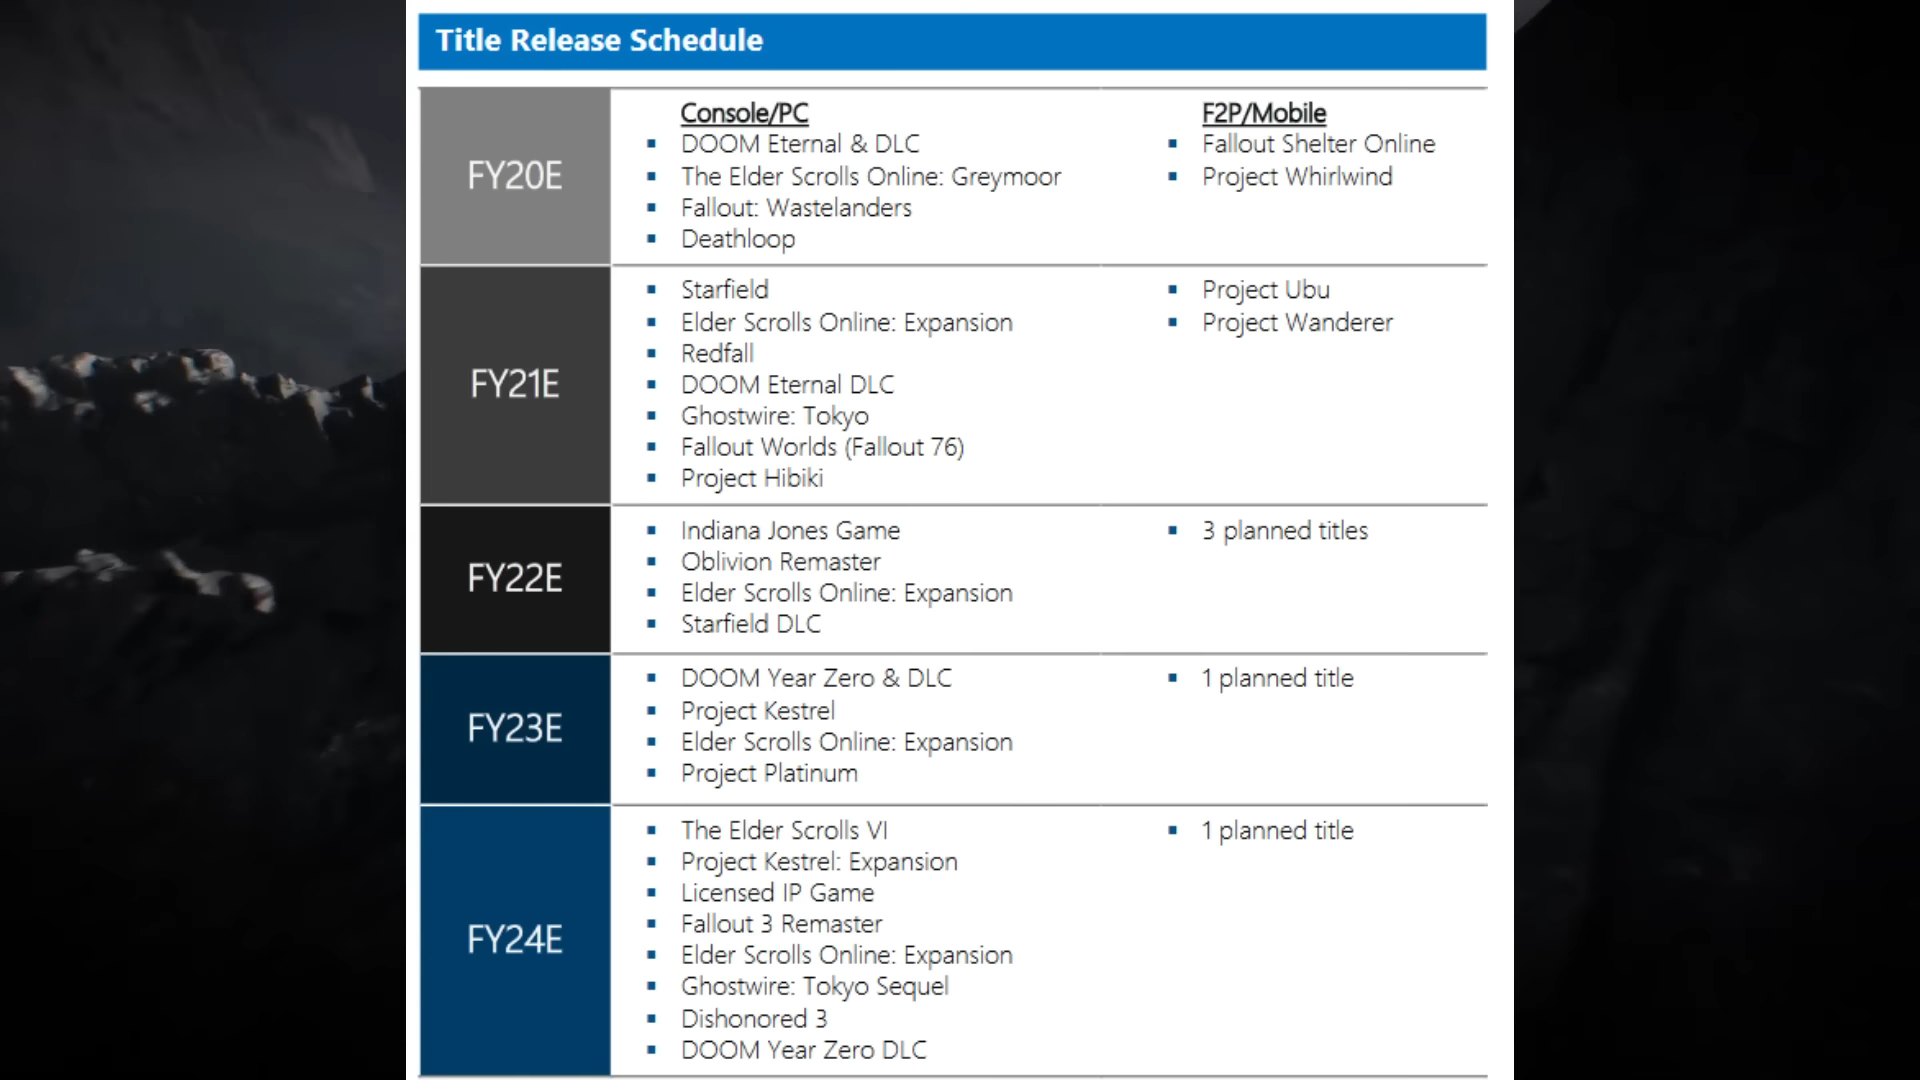 Title Release Schedule
FY20E
Console/PC
▪ DOOM Eternal & DLC
▪ The Elder Scrolls Online: Greymoor
▪ Fallout: Wastelanders
▪ Deathloop
F2P/Mobile
▪ Fallout Shelter Online
▪ Project Whirlwind
FY21E
▪ Starfield
▪ Elder Scrolls Online: Expansion
▪ Redfall
▪ DOOM Eternal DLC
▪ Ghostwire: Tokyo
▪ Fallout Worlds (Fallout 76)
▪ Project Hibiki
▪ Project Ubu
▪ Project Wanderer
FY22E
▪ Indiana Jones Game
▪ Oblivion Remaster
▪ Elder Scrolls Online: Expansion
▪ Starfield DLC
▪ 3 planned titles
FY23E
▪ DOOM Year Zero & DLC
▪ Project Kestrel
▪ Elder Scrolls Online: Expansion
▪ Project Platinum
▪ 1 planned title
FY24E
▪ The Elder Scrolls VI
▪ Project Kestrel: Expansion
▪ Licensed IP Game
▪ Fallout 3 Remaster
▪ Elder Scrolls Online: Expansion
▪ Ghostwire: Tokyo Sequel
▪ Dishonored 3
▪ DOOM Year Zero DLC
▪ 1 planned title